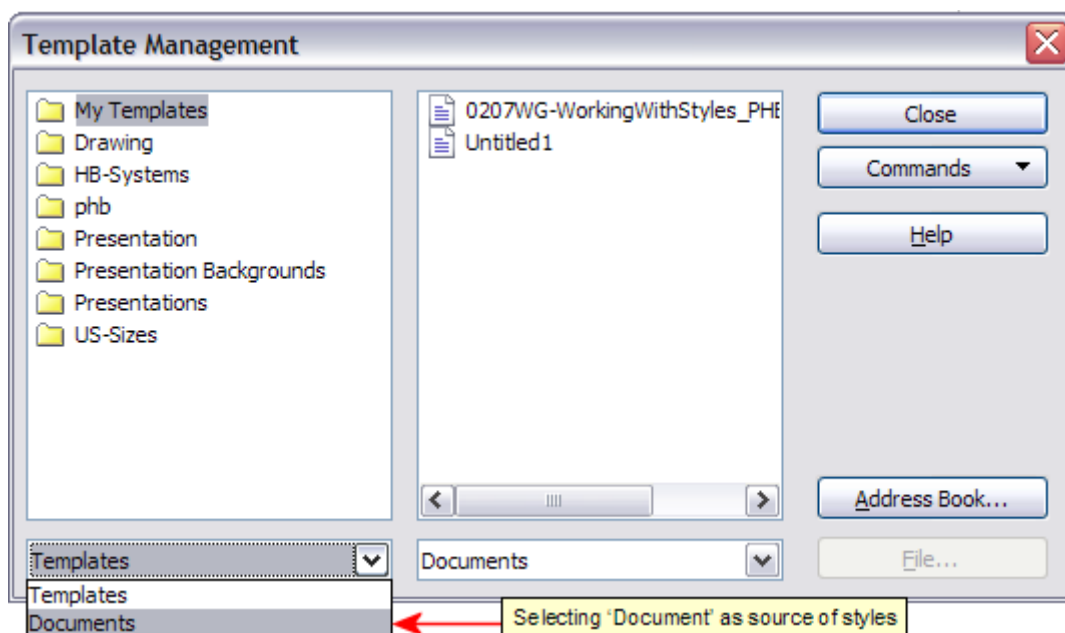 Template Management
My Templates
Drawing
HB-Systems
phb
Presentation
Presentation Backgrounds
Presentations
US-Sizes
0207WG-WorkingWithStyles_PHB
Untitled1
Close
Commands
Help
Address Book...
File...
Templates
Documents
Templates
Documents
Selecting ‘Document’ as source of styles